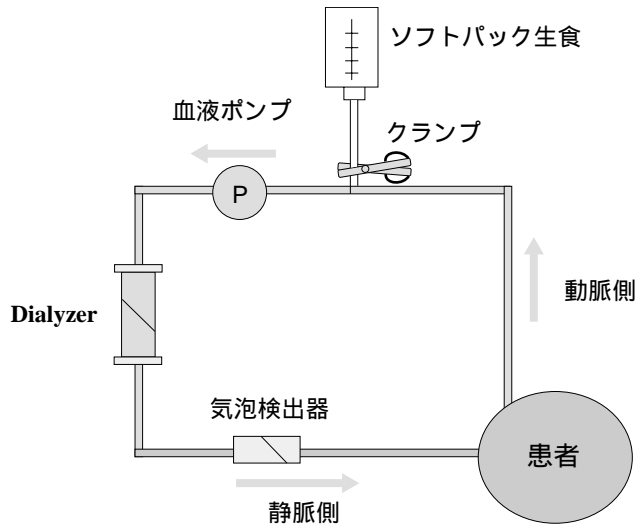 ソフトパック生食
血液ポンプ
クランプ
P
動脈側
Dialyzer
気泡検出器
患者
静脈側